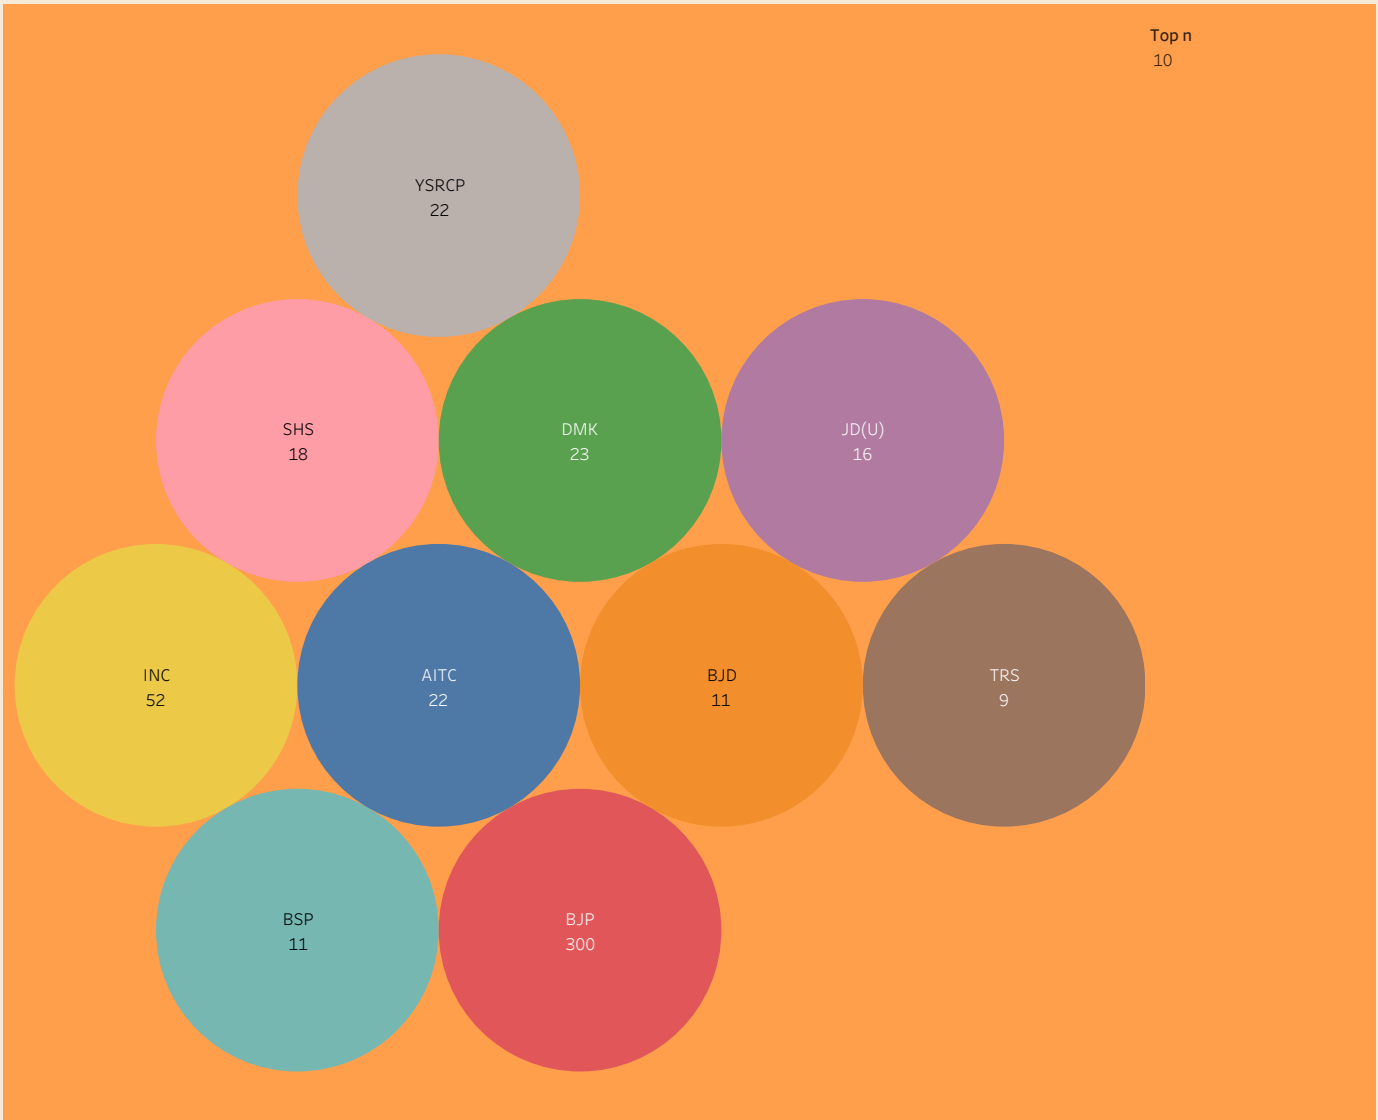 Top n
10
YSRCP
22
SHS
18
DMK
23
JD(U)
16
INC
52
AITC
22
BJD
11
TRS
9
BSP
11
BJP
300